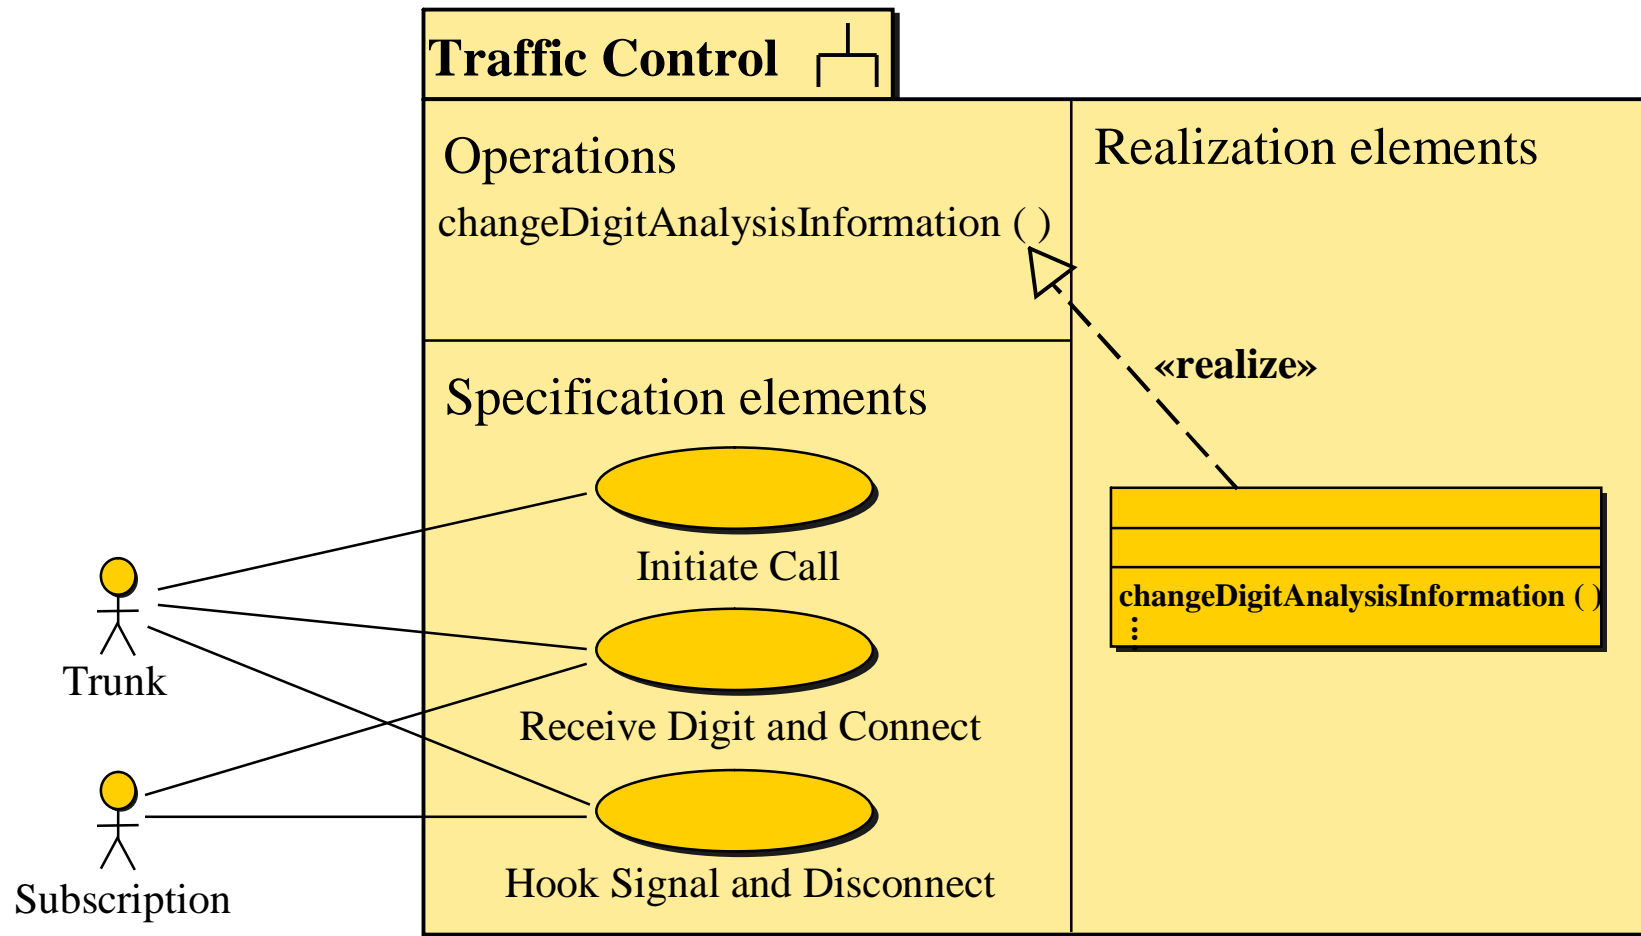 Traffic Control
Operations
changeDigitAnalysisInformation ( )
Realization elements
«realize»
Specification elements
Initiate Call
changeDigitAnalysisInformation ( )
Trunk
Receive Digit and Connect
Hook Signal and Disconnect
Subscription